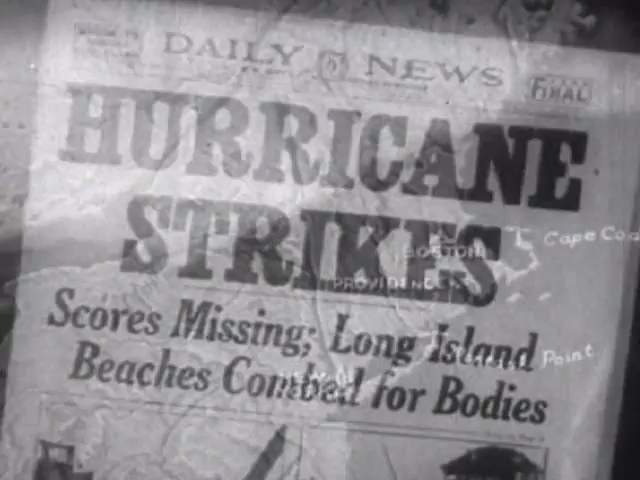 DAILY NEWS
FINAL
HURRICANE
STRIKES
BOSTON
Cape Cod
PROVIDENCE
Scores Missing; Long Island
Point
Beaches Combed for Bodies